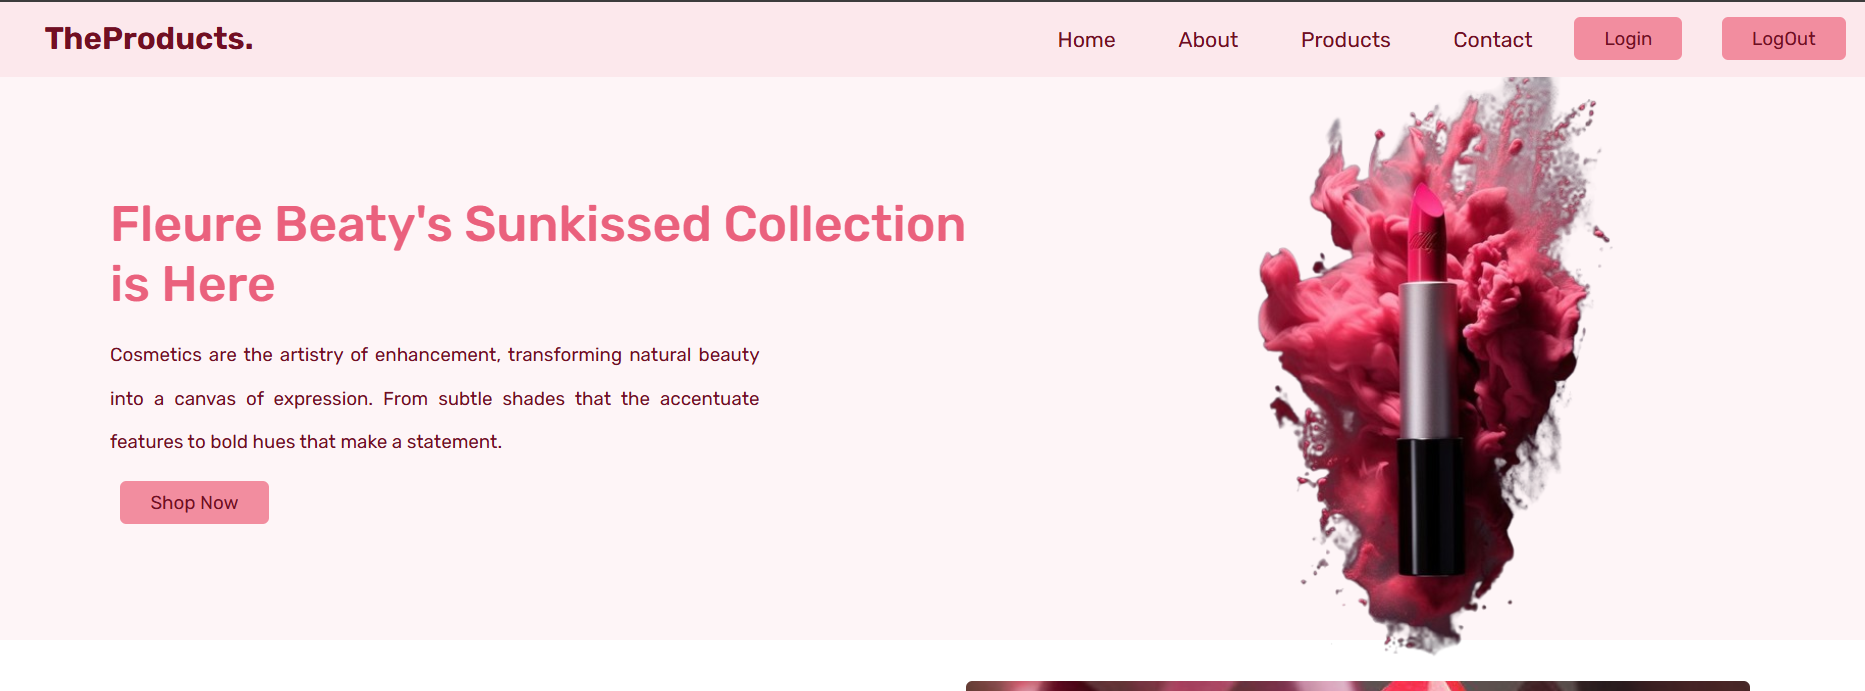 TheProducts.
Home About Products Contact Login LogOut
Fleure Beaty's Sunkissed Collection
is Here
Cosmetics are the artistry of enhancement, transforming natural beauty
into a canvas of expression. From subtle shades that the accentuate
features to bold hues that make a statement.
Shop Now